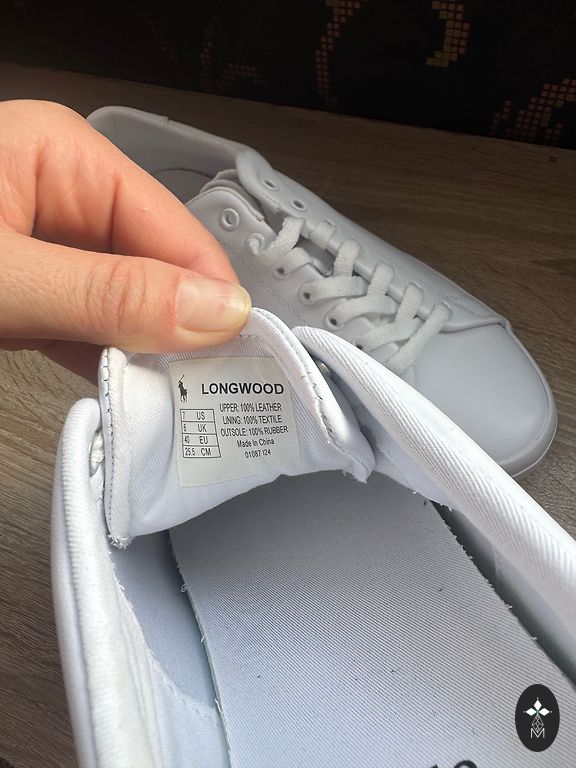 LONGWOOD
7 US
6 UK
40 EU
25.5 CM
UPPER: 100% LEATHER
LINING: 100% TEXTILE
OUTSOLE: 100% RUBBER
Made In China
01087 I24
M